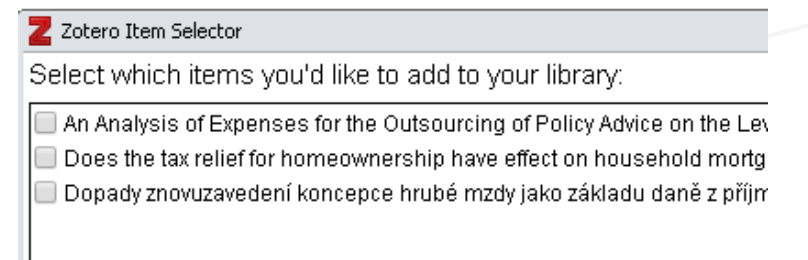 Zotero Item Selector
Select which items you'd like to add to your library:
An Analysis of Expenses for the Outsourcing of Policy Advice on the Lev
Does the tax relief for homeownership have effect on household mortg
Dopady znovuzavedení koncepce hrubé mzdy jako základu daně z příjm